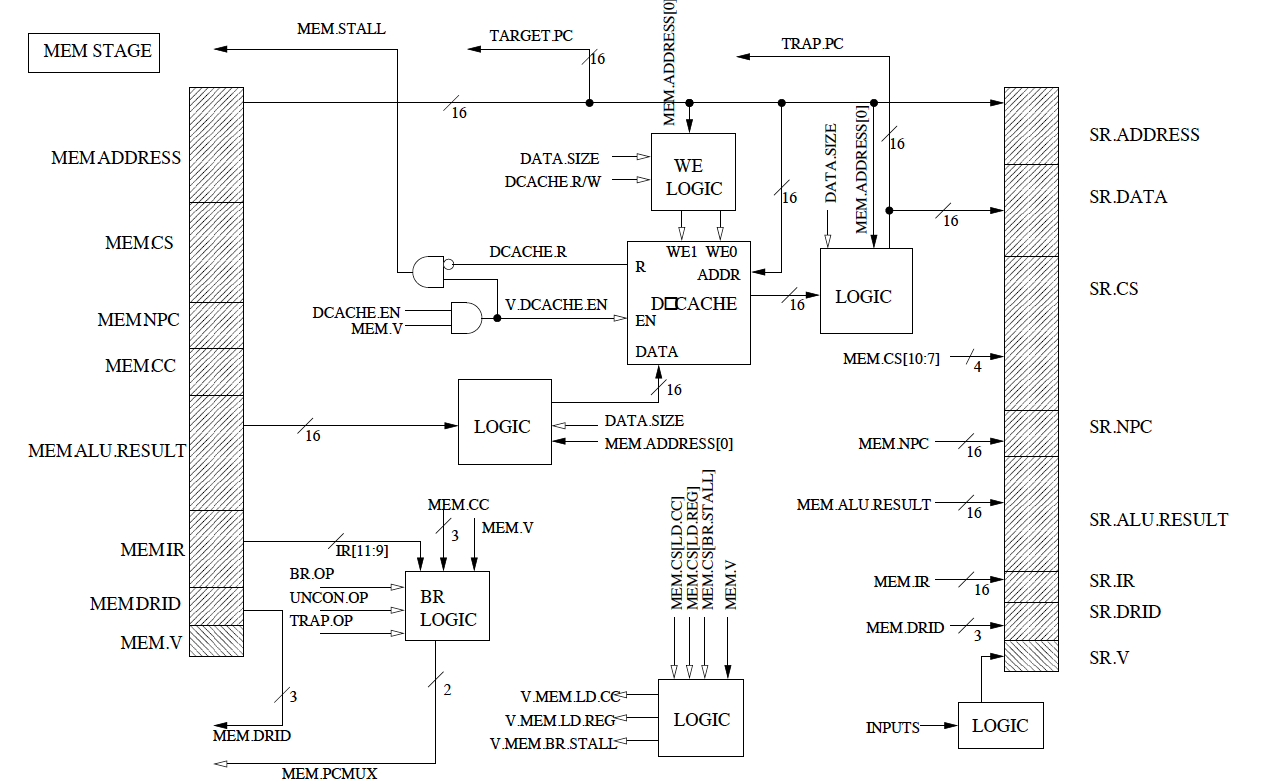 MEM STAGE
MEM.STALL
TARGET.PC
16
MEM.ADDRESS[0]
TRAP.PC
16
MEM.ADDRESS
MEM.CS
MEM.NPC
MEM.CC
MEM.ALU.RESULT
MEM.IR
MEM.DRID
MEM.V
DATA.SIZE
DCACHE.R/W
WE
LOGIC
16
DATA.SIZE
MEM.ADDRESS[0]
16
16
SR.ADDRESS
SR.DATA
SR.CS
SR.NPC
SR.ALU.RESULT
SR.IR
SR.DRID
SR.V
DCACHE.R
WE1 WE0
R
ADDR
D□CACHE
EN
DATA
16
LOGIC
DCACHE.EN
MEM.V
V.DCACHE.EN
MEM.CS[10:7]
4
16
16
LOGIC
DATA.SIZE
MEM.ADDRESS[0]
MEM.NPC
16
MEM.ALU.RESULT
16
MEM.IR
16
MEM.DRID
3
MEM.CC
3
MEM.V
IR[11:9]
BR.OP
UNCON.OP
TRAP.OP
BR
LOGIC
2
3
MEM.DRID
MEM.PCMUX
MEM.CS[LD.CC]
MEM.CS[LD.REG]
MEM.CS[BR.STALL]
MEM.V
V.MEM.LD.CC
V.MEM.LD.REG
V.MEM.BR.STALL
LOGIC
INPUTS
LOGIC